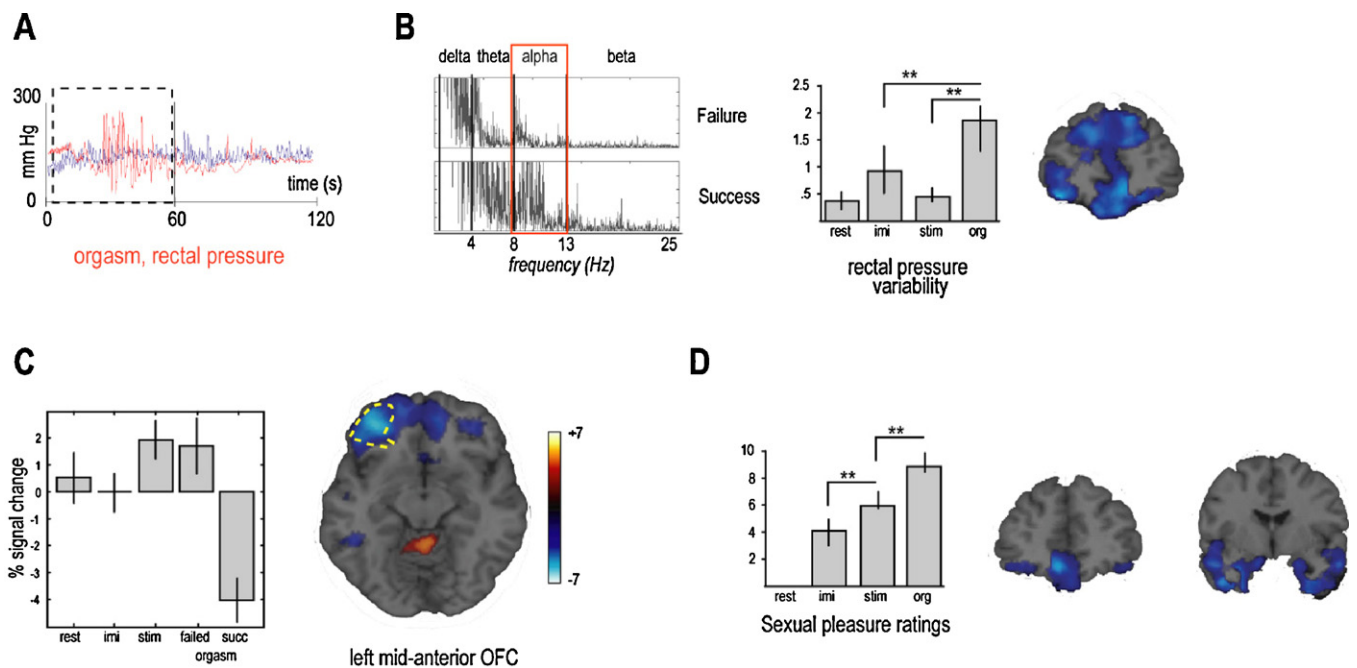 A
300
mm Hg
0
time (s)
0
60
120
orgasm, rectal pressure
B
delta theta alpha beta
Failure
Success
4 8 13 25
frequency (Hz)
2.5
2
1.5
1
.5
**
**
rest imi stim org
rectal pressure
variability
C
% signal change
2
1
0
-1
-2
-3
-4
rest imi stim failed succ
orgasm
+7
-7
left mid-anterior OFC
D
10
8
6
4
2
**
**
rest imi stim org
Sexual pleasure ratings